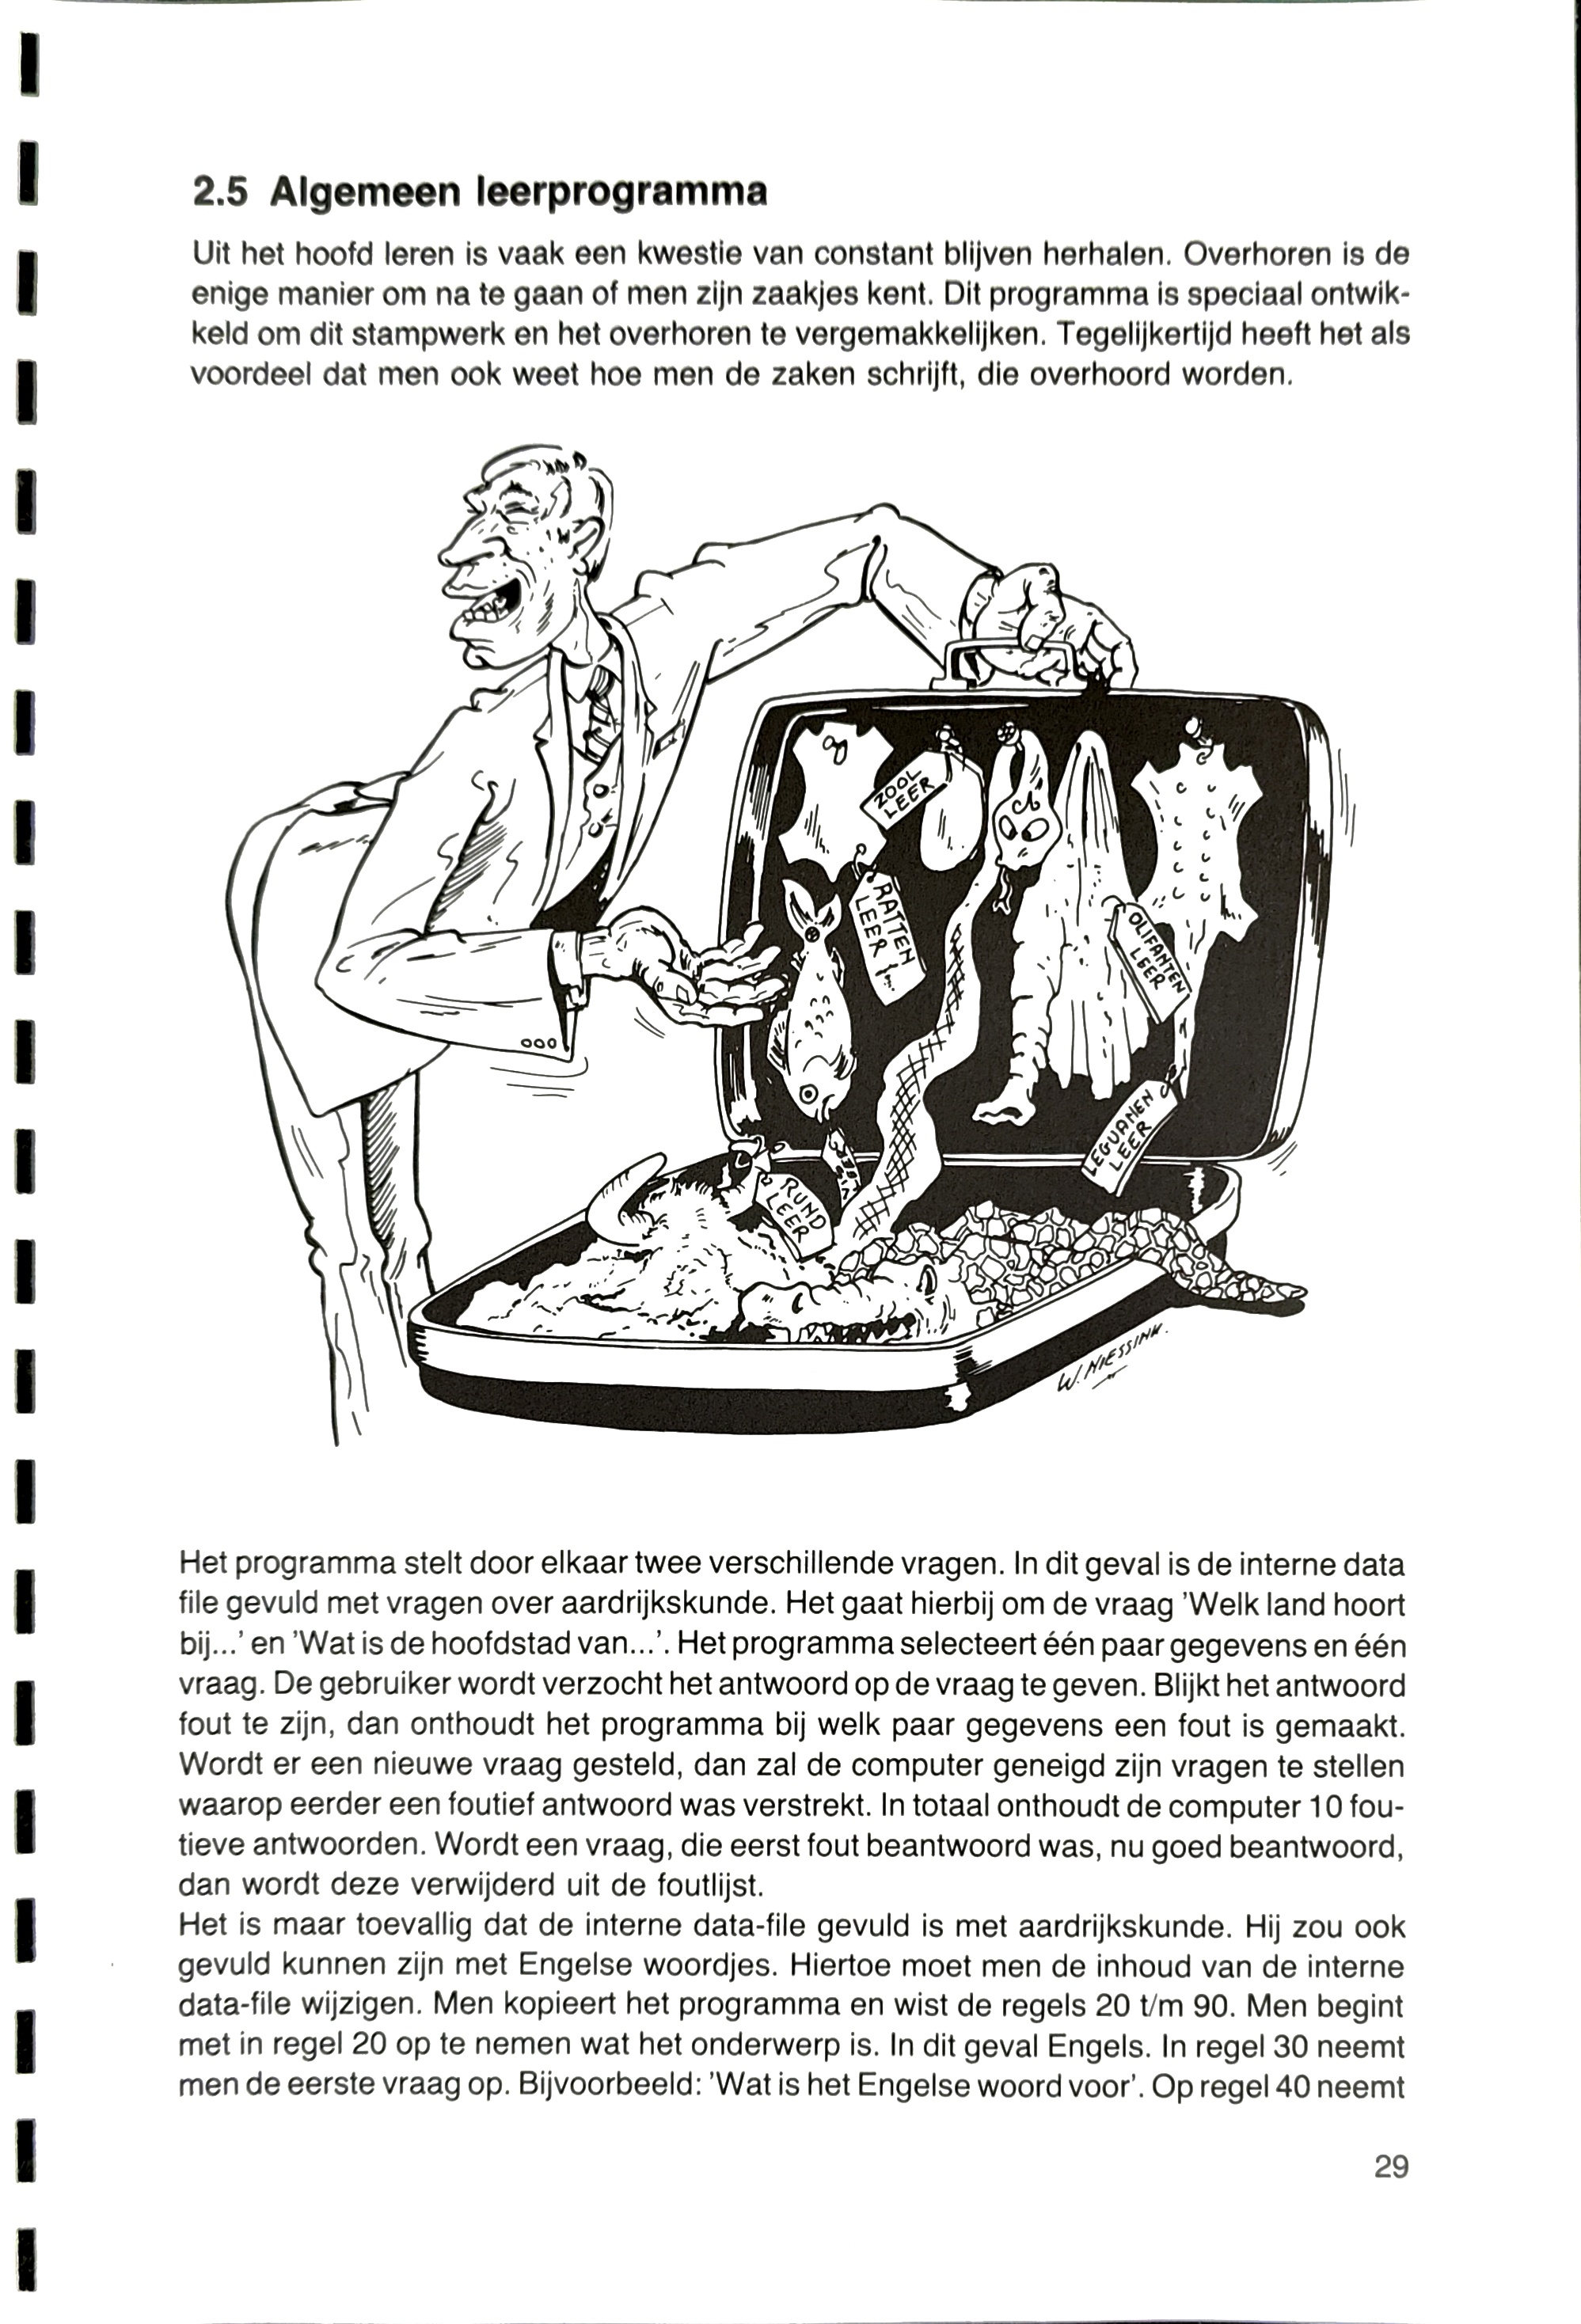 2.5 Algemeen leerprogramma
Uit het hoofd leren is vaak een kwestie van constant blijven herhalen. Overhoren is de
enige manier om na te gaan of men zijn zaakjes kent. Dit programma is speciaal ontwik-
keld om dit stampwerk en het overhoren te vergemakkelijken. Tegelijkertijd heeft het als
voordeel dat men ook weet hoe men de zaken schrijft, die overhoord worden.
ZOOL
LEER
RATTEN
LEER
OLIFANTEN
LEER
LEGUANEN
LEER
RUND
LEER
W. NIESSINK.
Het programma stelt door elkaar twee verschillende vragen. In dit geval is de interne data
file gevuld met vragen over aardrijkskunde. Het gaat hierbij om de vraag 'Welk land hoort
bij...' en 'Wat is de hoofdstad van...'. Het programma selecteert één paar gegevens en één
vraag. De gebruiker wordt verzocht het antwoord op de vraag te geven. Blijkt het antwoord
fout te zijn, dan onthoudt het programma bij welk paar gegevens een fout is gemaakt.
Wordt er een nieuwe vraag gesteld, dan zal de computer geneigd zijn vragen te stellen
waarop eerder een foutief antwoord was verstrekt. In totaal onthoudt de computer 10 fou-
tieve antwoorden. Wordt een vraag, die eerst fout beantwoord was, nu goed beantwoord,
dan wordt deze verwijderd uit de foutlijst.
Het is maar toevallig dat de interne data-file gevuld is met aardrijkskunde. Hij zou ook
gevuld kunnen zijn met Engelse woordjes. Hiertoe moet men de inhoud van de interne
data-file wijzigen. Men kopieert het programma en wist de regels 20 t/m 90. Men begint
met in regel 20 op te nemen wat het onderwerp is. In dit geval Engels. In regel 30 neemt
men de eerste vraag op. Bijvoorbeeld: 'Wat is het Engelse woord voor'. Op regel 40 neemt
29